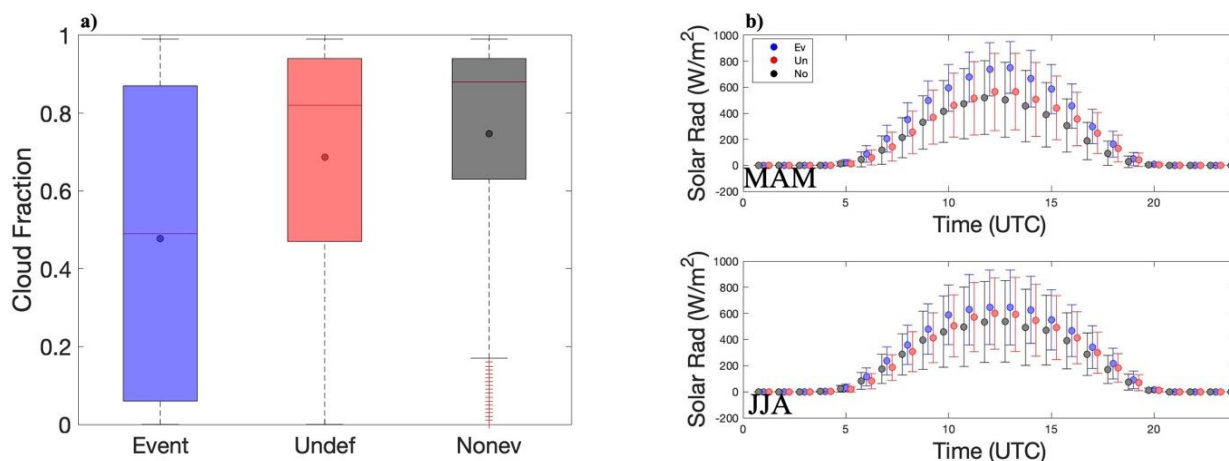 a)
1
0.8
0.6
0.4
0.2
0
Cloud Fraction
Event Undef Nonev
b)
1000
800
600
400
200
0
-200
Solar Rad (W/m²)
Ev
Un
No
MAM
0 5 10 15 20
Time (UTC)
1000
800
600
400
200
0
-200
Solar Rad (W/m²)
JJA
0 5 10 15 20
Time (UTC)